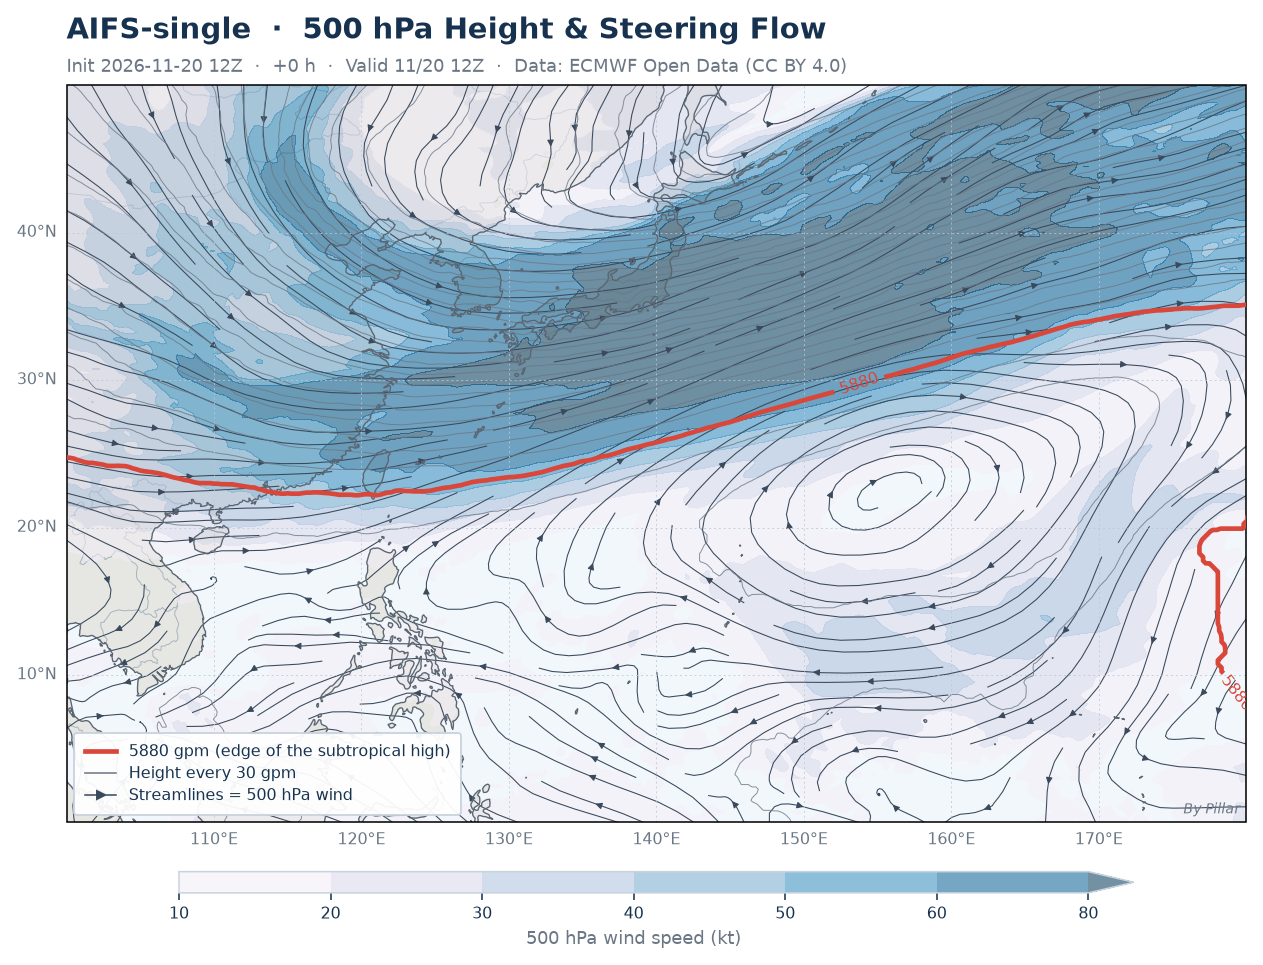 AIFS-single · 500 hPa Height & Steering Flow
Init 2026-11-20 12Z · +0 h · Valid 11/20 12Z · Data: ECMWF Open Data (CC BY 4.0)
40°N
30°N
20°N
10°N
5880
5880
5880 gpm (edge of the subtropical high)
Height every 30 gpm
Streamlines = 500 hPa wind
By Pillar
110°E 120°E 130°E 140°E 150°E 160°E 170°E
10 20 30 40 50 60 80
500 hPa wind speed (kt)